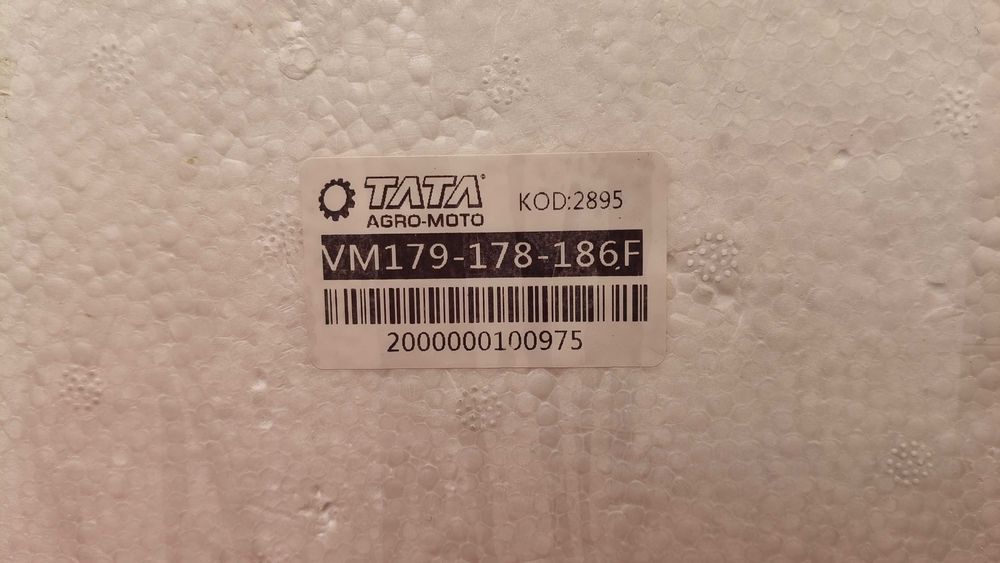 TATA
AGRO-MOTO
KOD:2895
VM179-178-186F
2000000100975